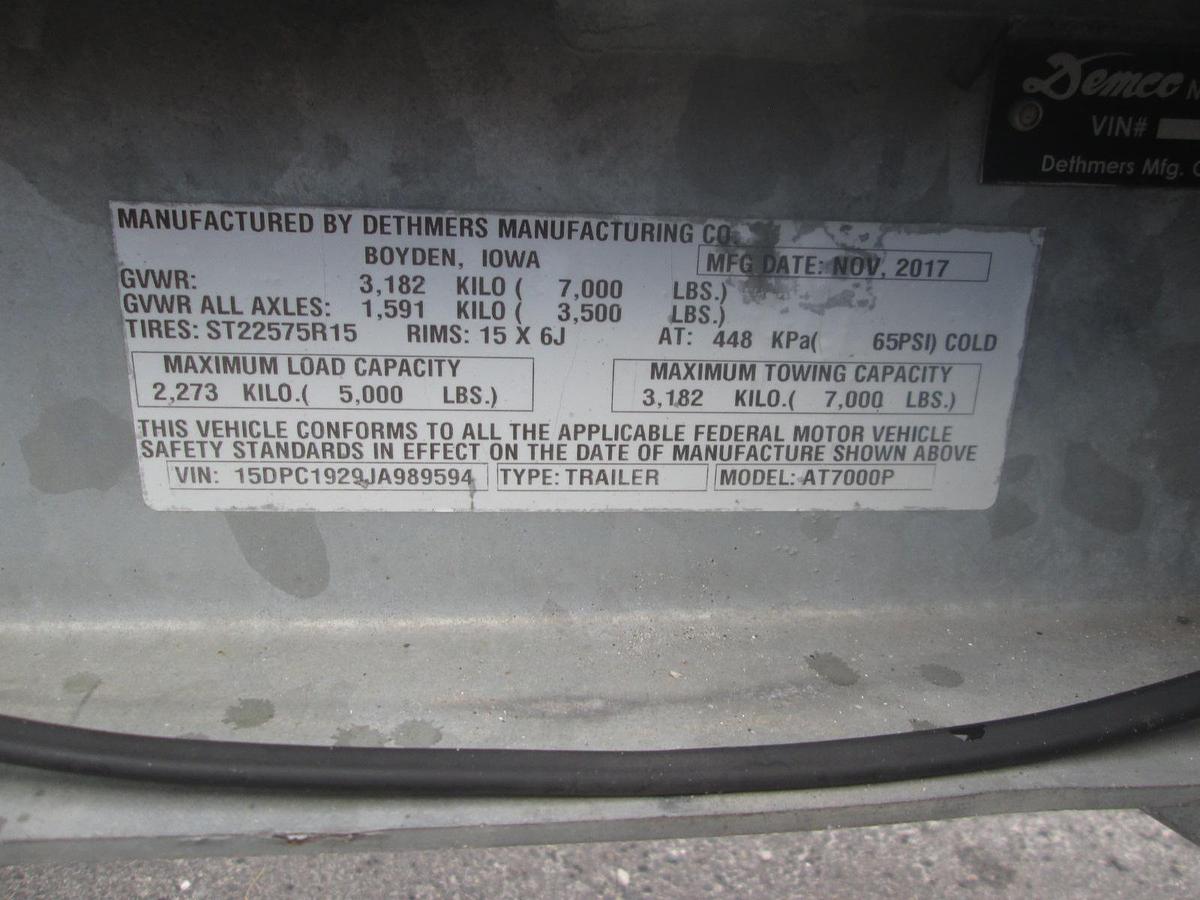 Demco
VIN#
Dethmers Mfg.
MANUFACTURED BY DETHMERS MANUFACTURING CO.
BOYDEN, IOWA
MFG DATE: NOV, 2017
GVWR: 3,182 KILO ( 7,000 LBS.)
GVWR ALL AXLES: 1,591 KILO ( 3,500 LBS.)
TIRES: ST22575R15 RIMS: 15 X 6J AT: 448 KPa( 65PSI) COLD
MAXIMUM LOAD CAPACITY
2,273 KILO.( 5,000 LBS.)
MAXIMUM TOWING CAPACITY
3,182 KILO.( 7,000 LBS.)
THIS VEHICLE CONFORMS TO ALL THE APPLICABLE FEDERAL MOTOR VEHICLE
SAFETY STANDARDS IN EFFECT ON THE DATE OF MANUFACTURE SHOWN ABOVE
VIN: 15DPC1929JA989594 TYPE: TRAILER MODEL: AT7000P